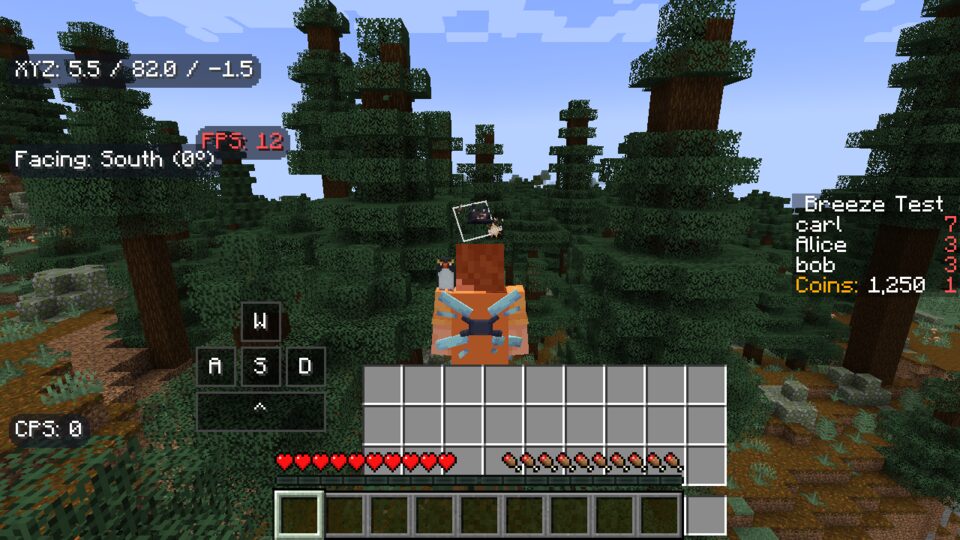 XYZ: 5.5 / 82.0 / -1.5
FPS: 12
Facing: South (0°)
Breeze Test
carl 7
Alice 3
bob 3
Coins: 1,250 1
W
A S D
^
CPS: 0